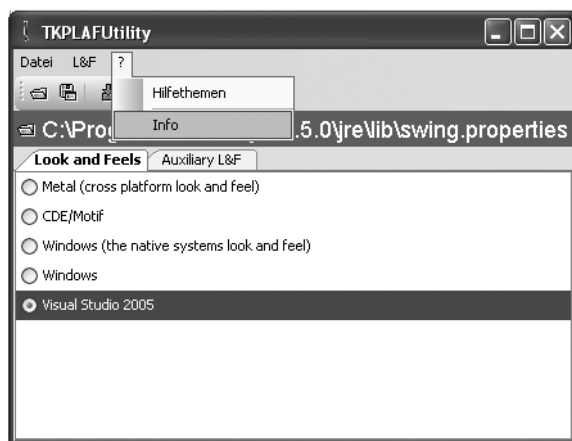 TKPLAFUtility
Datei L&F ?
Hilfethemen
Info
C:\Prog .5.0\jre\lib\swing.properties
Look and Feels Auxiliary L&F
Metal (cross platform look and feel)
CDE/Motif
Windows (the native systems look and feel)
Windows
Visual Studio 2005